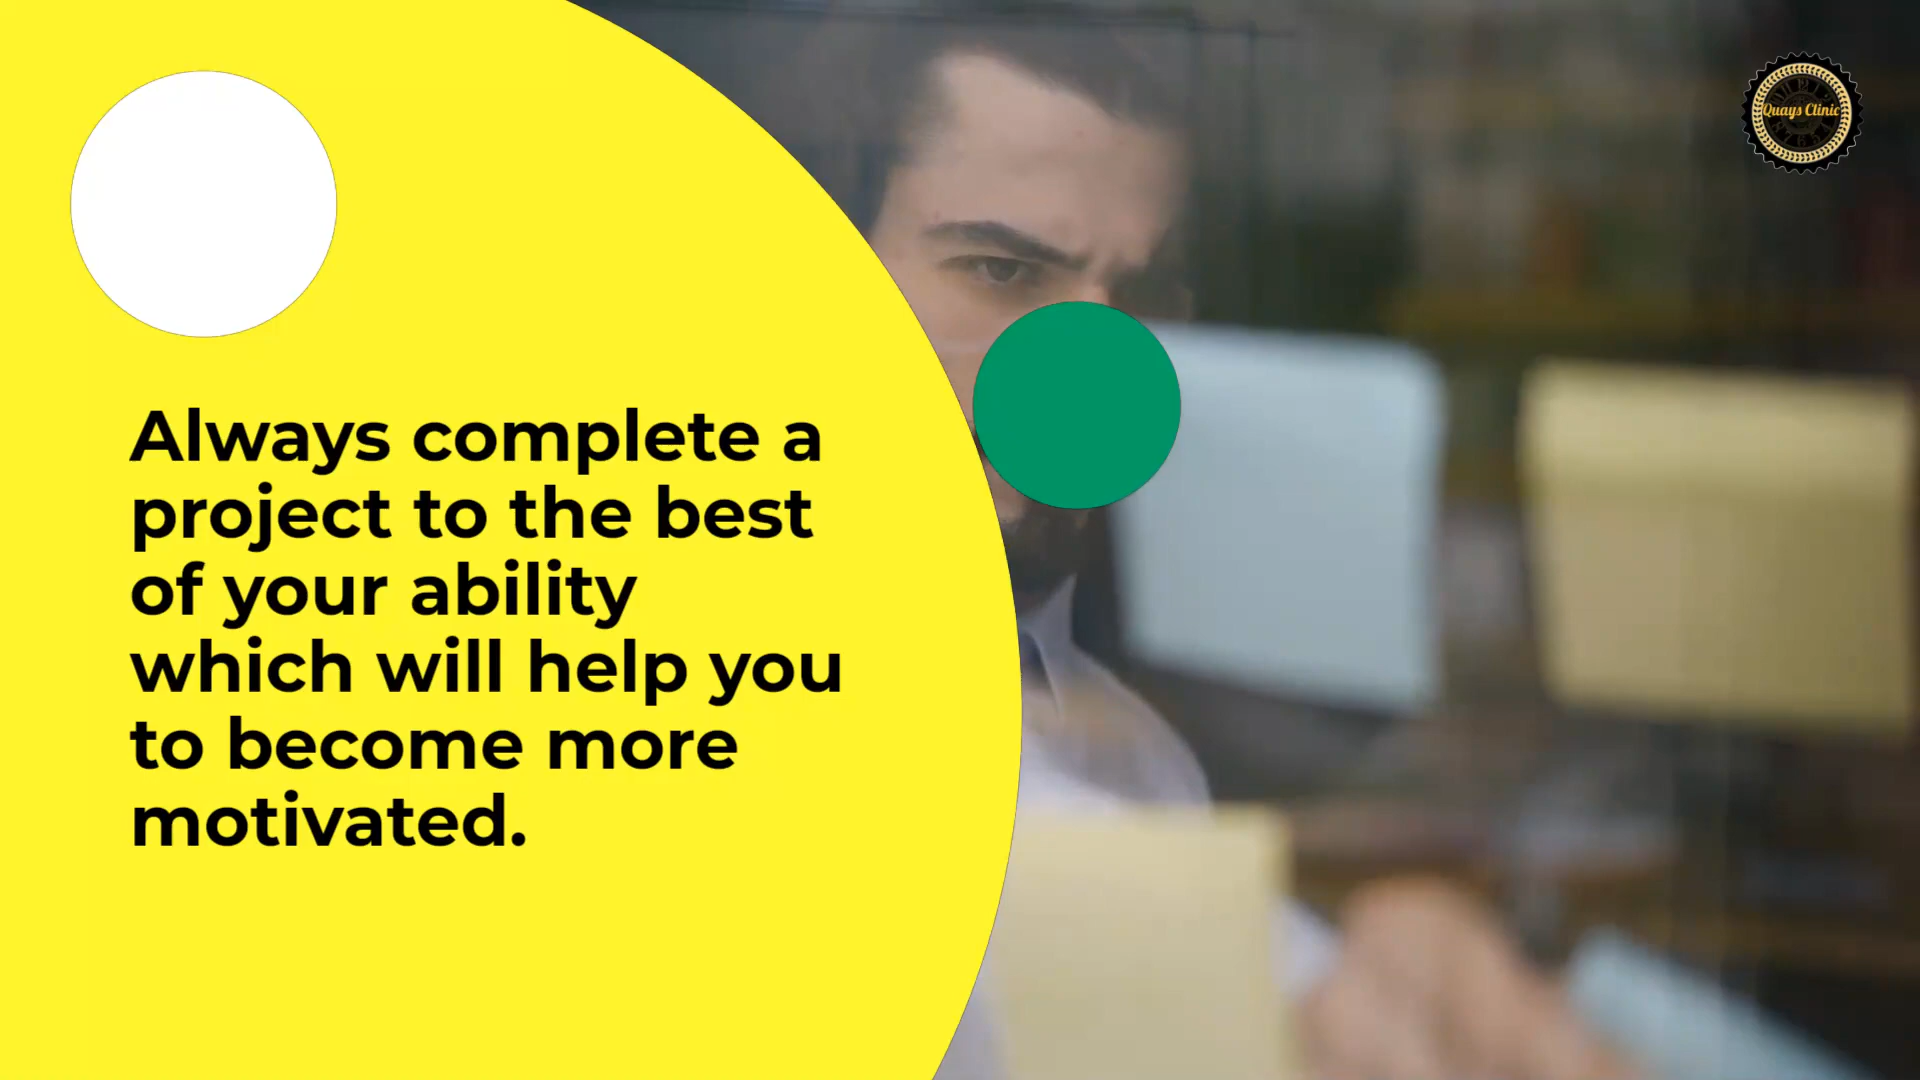 Quays Clinic
Always complete a
project to the best
of your ability
which will help you
to become more
motivated.